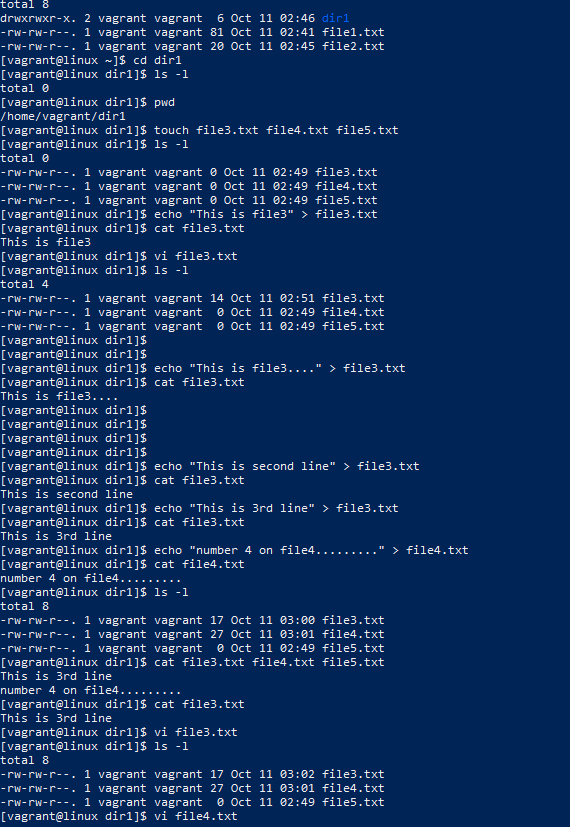 total 8
drwxrwxr-x. 2 vagrant vagrant  6 Oct 11 02:46 dir1
-rw-rw-r--. 1 vagrant vagrant 81 Oct 11 02:41 file1.txt
-rw-rw-r--. 1 vagrant vagrant 20 Oct 11 02:45 file2.txt
[vagrant@linux ~]$ cd dir1
[vagrant@linux dir1]$ ls -l
total 0
[vagrant@linux dir1]$ pwd
/home/vagrant/dir1
[vagrant@linux dir1]$ touch file3.txt file4.txt file5.txt
[vagrant@linux dir1]$ ls -l
total 0
-rw-rw-r--. 1 vagrant vagrant 0 Oct 11 02:49 file3.txt
-rw-rw-r--. 1 vagrant vagrant 0 Oct 11 02:49 file4.txt
-rw-rw-r--. 1 vagrant vagrant 0 Oct 11 02:49 file5.txt
[vagrant@linux dir1]$ echo "This is file3" > file3.txt
[vagrant@linux dir1]$ cat file3.txt
This is file3
[vagrant@linux dir1]$ vi file3.txt
[vagrant@linux dir1]$ ls -l
total 4
-rw-rw-r--. 1 vagrant vagrant 14 Oct 11 02:51 file3.txt
-rw-rw-r--. 1 vagrant vagrant  0 Oct 11 02:49 file4.txt
-rw-rw-r--. 1 vagrant vagrant  0 Oct 11 02:49 file5.txt
[vagrant@linux dir1]$
[vagrant@linux dir1]$
[vagrant@linux dir1]$ echo "This is file3...." > file3.txt
[vagrant@linux dir1]$ cat file3.txt
This is file3....
[vagrant@linux dir1]$
[vagrant@linux dir1]$
[vagrant@linux dir1]$
[vagrant@linux dir1]$
[vagrant@linux dir1]$ echo "This is second line" > file3.txt
[vagrant@linux dir1]$ cat file3.txt
This is second line
[vagrant@linux dir1]$ echo "This is 3rd line" > file3.txt
[vagrant@linux dir1]$ cat file3.txt
This is 3rd line
[vagrant@linux dir1]$ echo "number 4 on file4........." > file4.txt
[vagrant@linux dir1]$ cat file4.txt
number 4 on file4.........
[vagrant@linux dir1]$ ls -l
total 8
-rw-rw-r--. 1 vagrant vagrant 17 Oct 11 03:00 file3.txt
-rw-rw-r--. 1 vagrant vagrant 27 Oct 11 03:01 file4.txt
-rw-rw-r--. 1 vagrant vagrant  0 Oct 11 02:49 file5.txt
[vagrant@linux dir1]$ cat file3.txt file4.txt file5.txt
This is 3rd line
number 4 on file4.........
[vagrant@linux dir1]$ cat file3.txt
This is 3rd line
[vagrant@linux dir1]$ vi file3.txt
[vagrant@linux dir1]$ ls -l
total 8
-rw-rw-r--. 1 vagrant vagrant 17 Oct 11 03:02 file3.txt
-rw-rw-r--. 1 vagrant vagrant 27 Oct 11 03:01 file4.txt
-rw-rw-r--. 1 vagrant vagrant  0 Oct 11 02:49 file5.txt
[vagrant@linux dir1]$ vi file4.txt